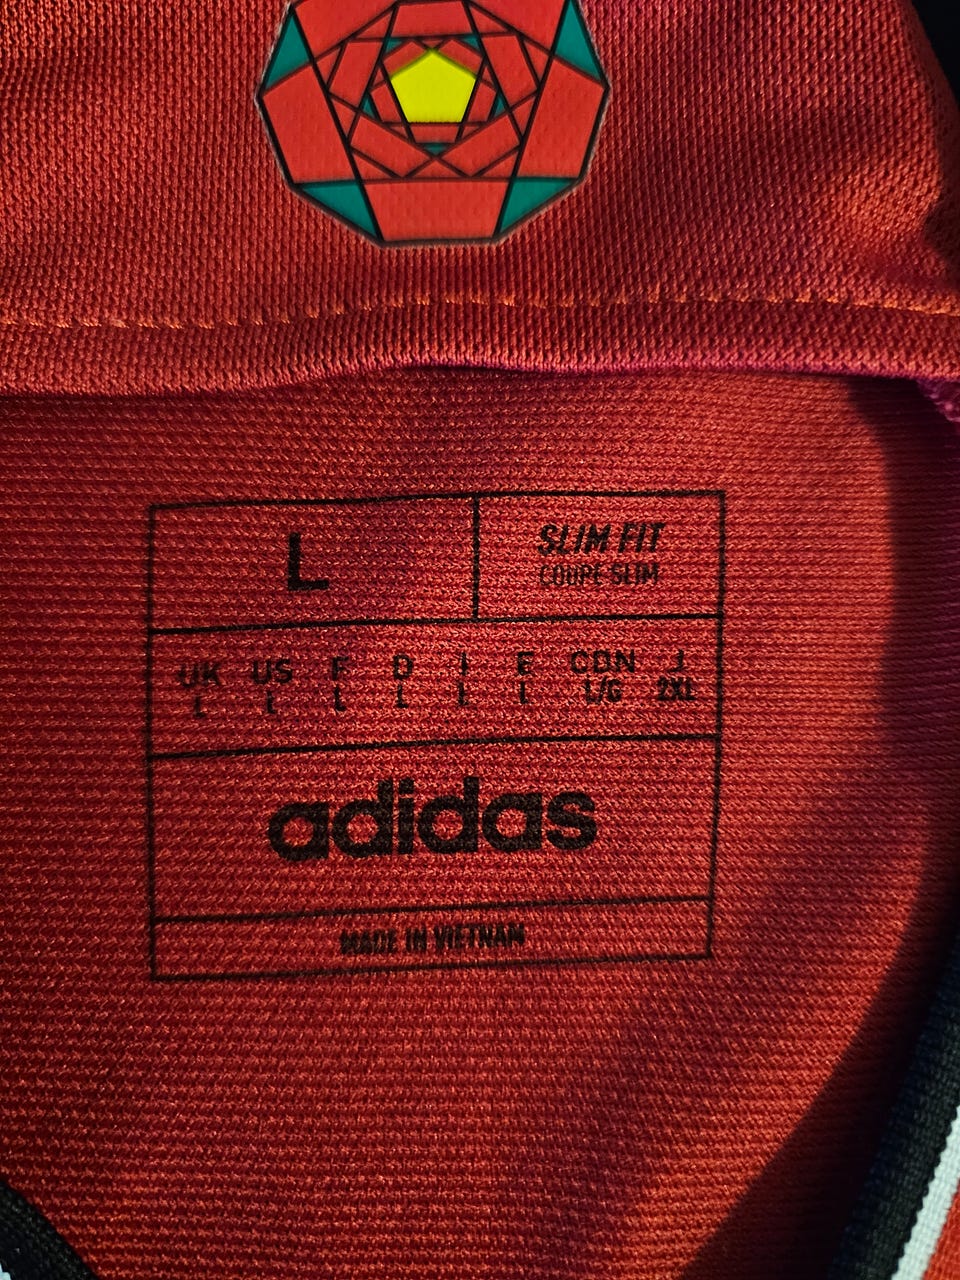 L
SLIM FIT
COUPE SLIM
UK US F D I E CDN J
L L L L L L L/G 2XL
adidas
MADE IN VIETNAM